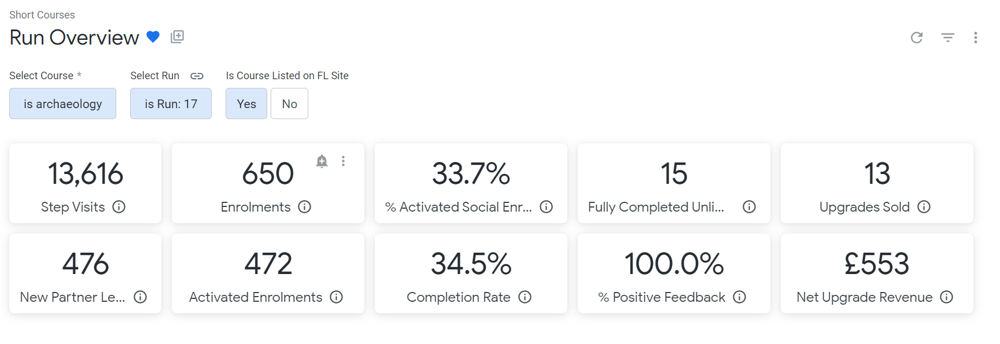 Short Courses
Run Overview
Select Course *
Select Run
Is Course Listed on FL Site
is archaeology
is Run: 17
Yes
No
13,616
Step Visits
650
Enrolments
33.7%
% Activated Social Enr...
15
Fully Completed Unli...
13
Upgrades Sold
476
New Partner Le...
472
Activated Enrolments
34.5%
Completion Rate
100.0%
% Positive Feedback
£553
Net Upgrade Revenue